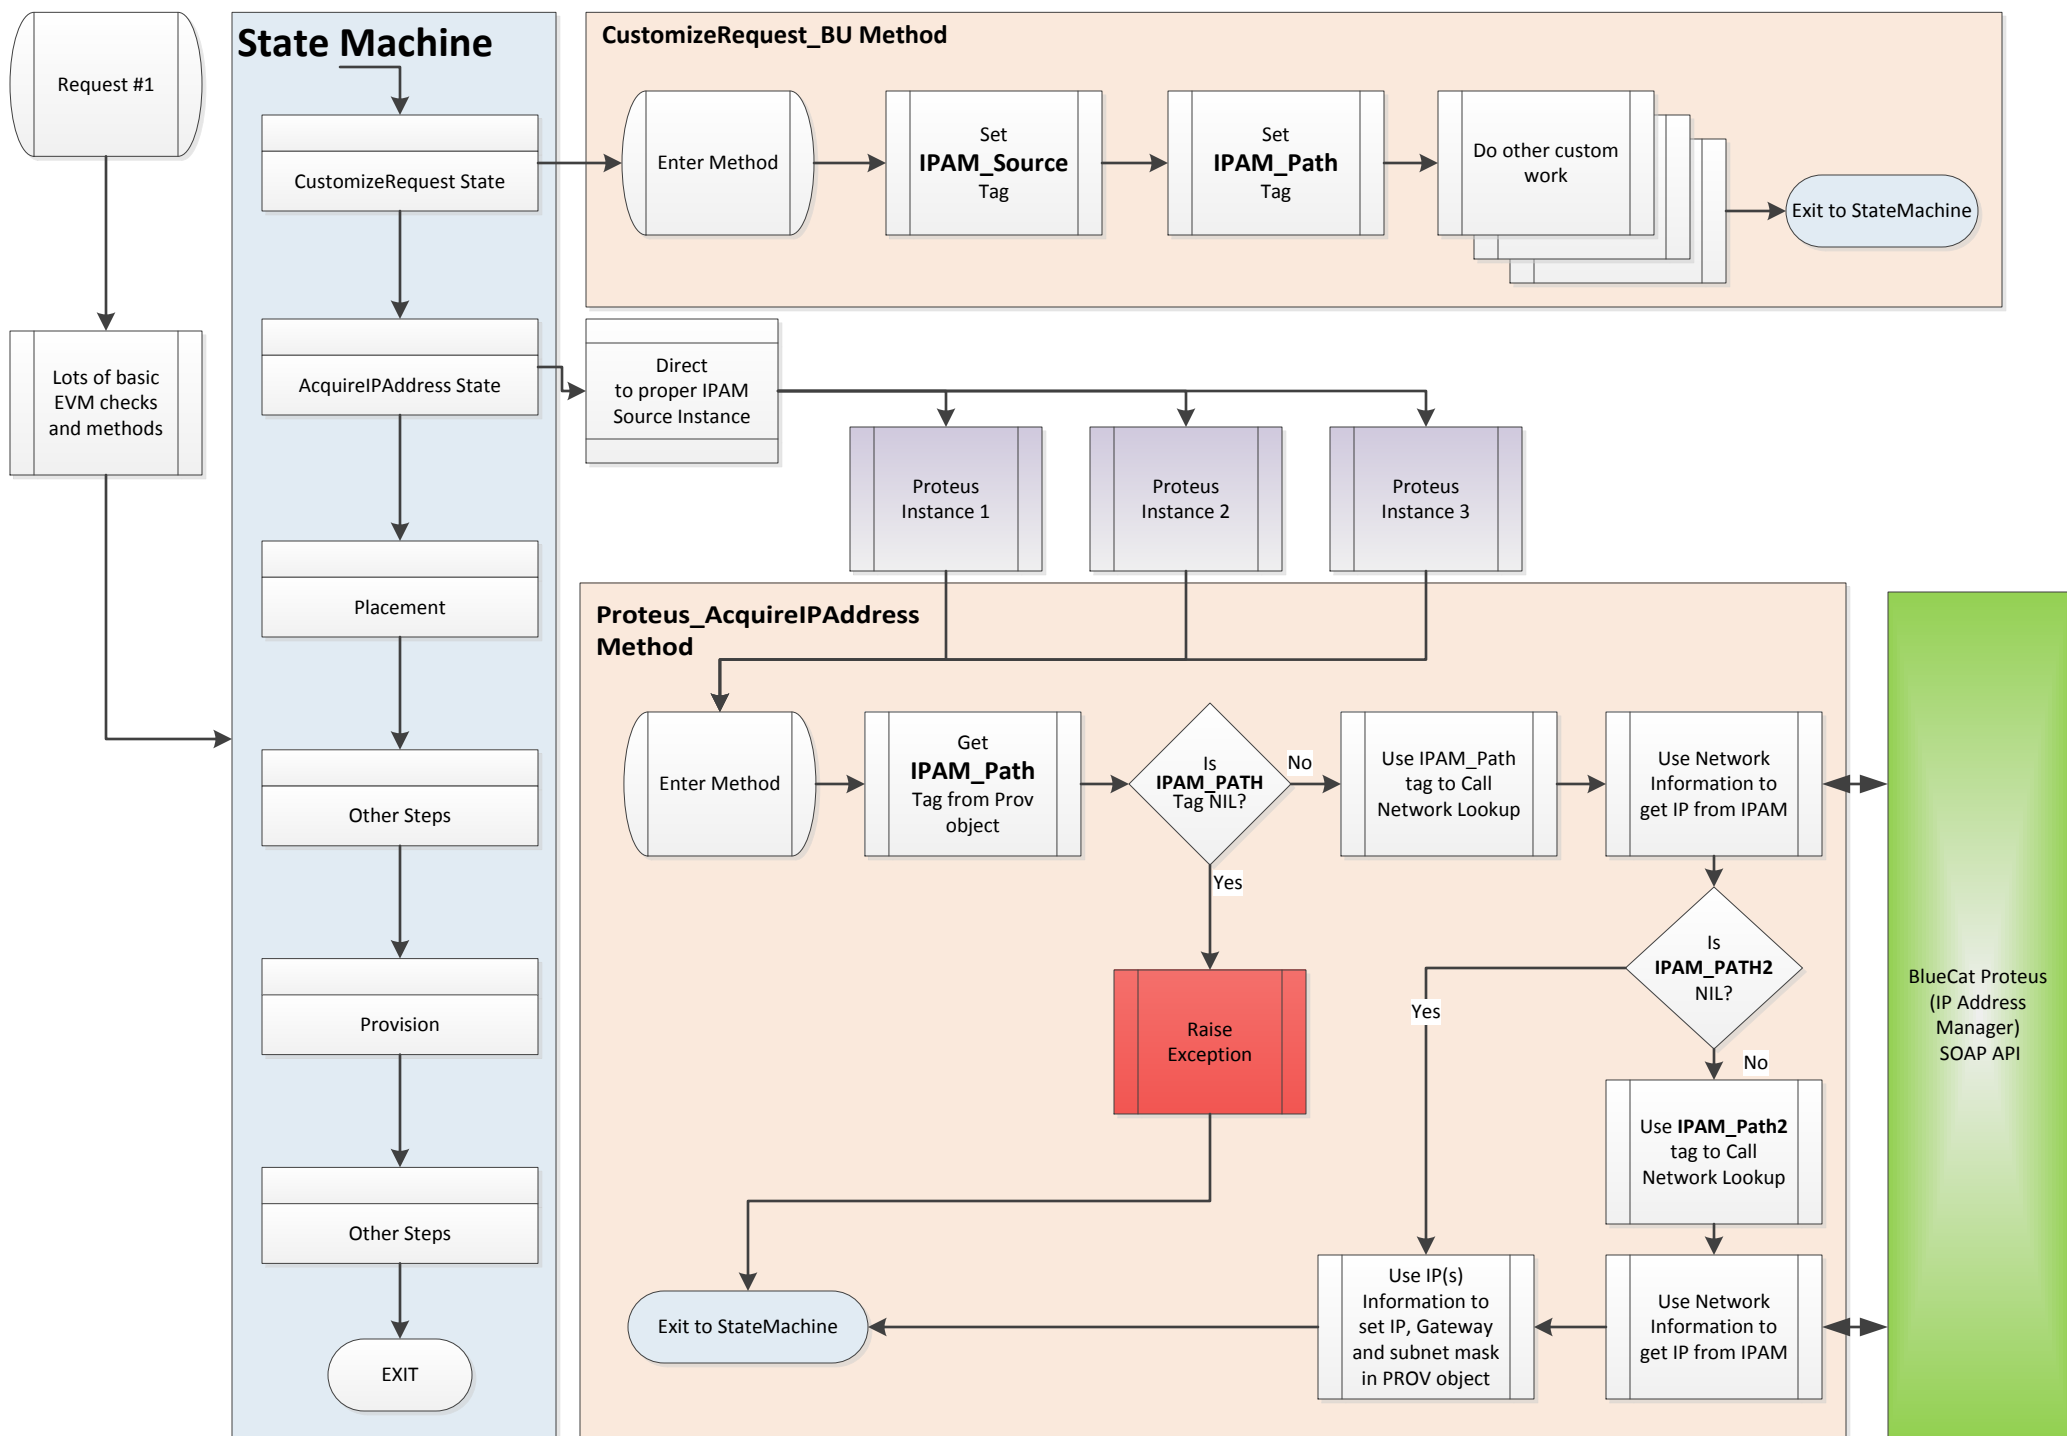 State Machine
CustomizeRequest_BU Method
Request #1
Enter Method
Set
IPAM_Source
Tag
Set
IPAM_Path
Tag
Do other custom
work
CustomizeRequest State
Exit to StateMachine
Lots of basic
EVM checks
and methods
AcquireIPAddress State
Direct
to proper IPAM
Source Instance
Proteus
Instance 1
Proteus
Instance 2
Proteus
Instance 3
Placement
Proteus_AcquireIPAddress
Method
Enter Method
Get
IPAM_Path
Tag from Prov
object
Is
IPAM_PATH
Tag NIL?
No
Use IPAM_Path
tag to Call
Network Lookup
Use Network
Information to
get IP from IPAM
Other Steps
Yes
Is
IPAM_PATH2
NIL?
Yes
No
BlueCat Proteus
(IP Address
Manager)
SOAP API
Provision
Raise
Exception
Use IPAM_Path2
tag to Call
Network Lookup
Other Steps
Exit to StateMachine
Use IP(s)
Information to
set IP, Gateway
and subnet mask
in PROV object
Use Network
Information to
get IP from IPAM
EXIT